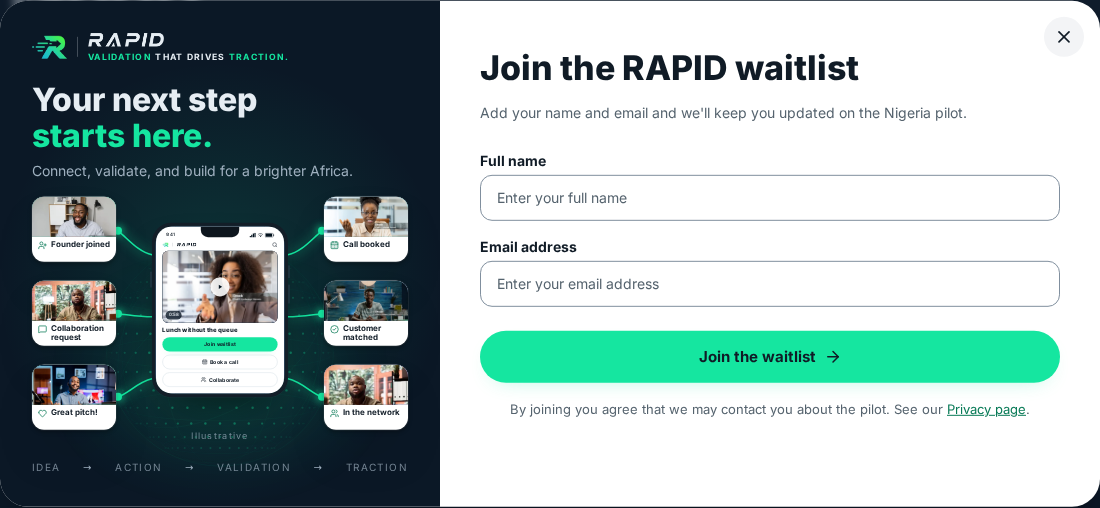 RAPID
VALIDATION THAT DRIVES TRACTION.
Your next step
starts here.
Connect, validate, and build for a brighter Africa.
Founder joined
Collaboration
request
Great pitch!
9:41
RAPID
0:58
Lunch without the queue
Join waitlist
Book a call
Collaborate
Call booked
Customer
matched
In the network
Illustrative
IDEA → ACTION → VALIDATION → TRACTION
Join the RAPID waitlist
Add your name and email and we'll keep you updated on the Nigeria pilot.
Full name
Enter your full name
Email address
Enter your email address
Join the waitlist →
By joining you agree that we may contact you about the pilot. See our Privacy page.